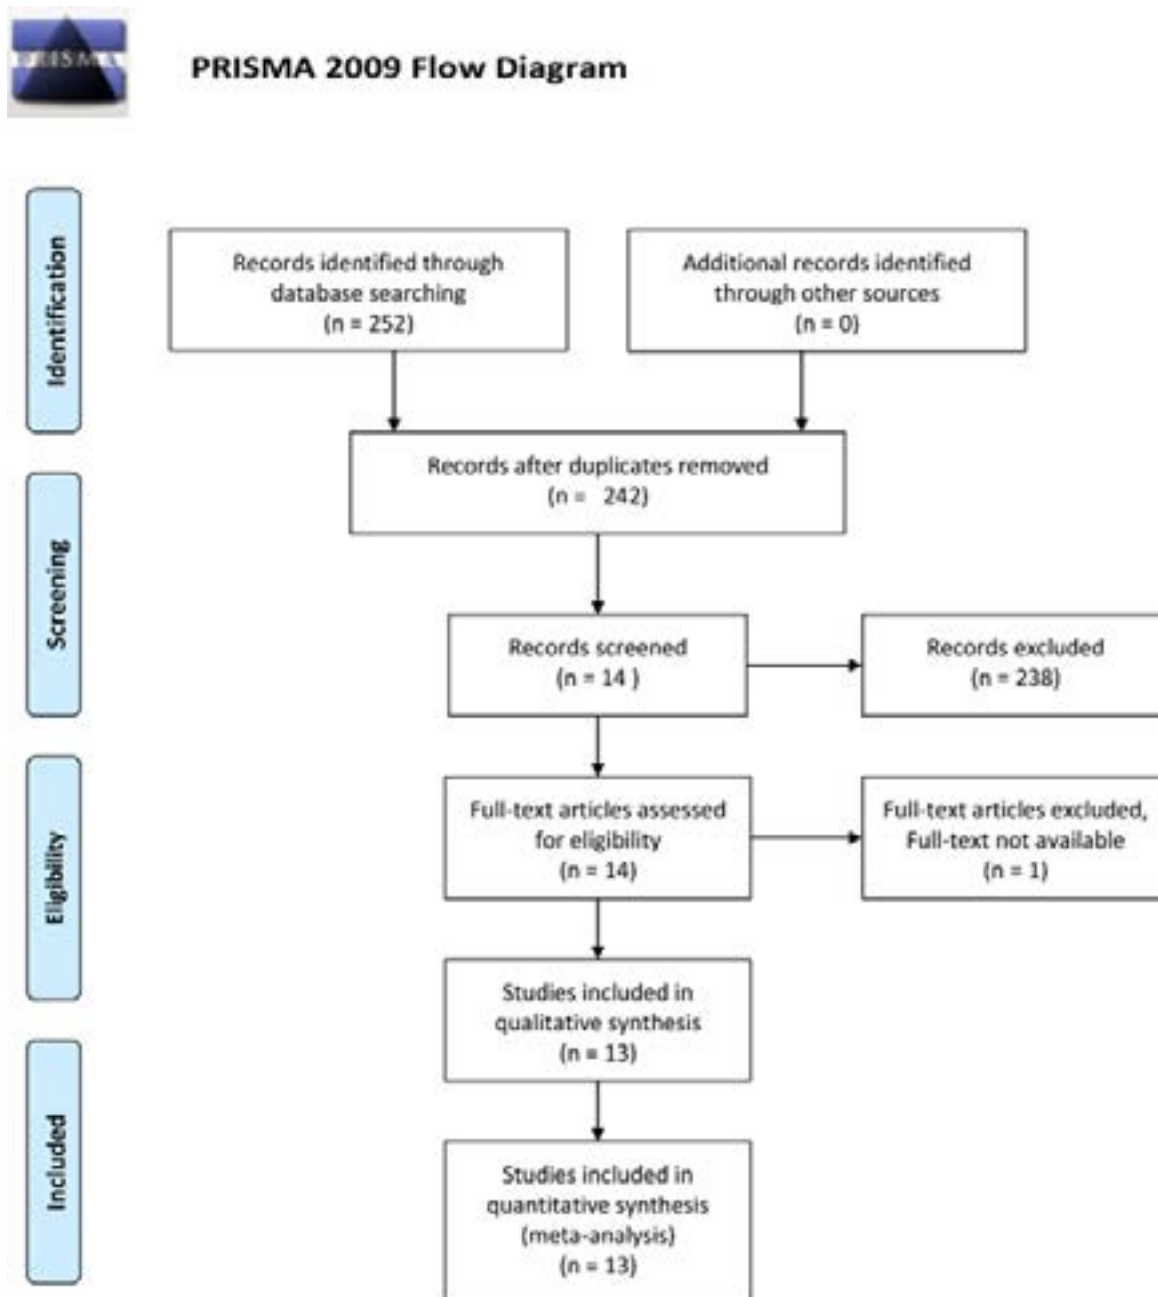 PRISMA
PRISMA 2009 Flow Diagram
Identification
Records identified through
database searching
(n = 252)
Additional records identified
through other sources
(n = 0)
Records after duplicates removed
(n = 242)
Screening
Records screened
(n = 14 )
Records excluded
(n = 238)
Eligibility
Full-text articles assessed
for eligibility
(n = 14)
Full-text articles excluded,
Full-text not available
(n = 1)
Studies included in
qualitative synthesis
(n = 13)
Included
Studies included in
quantitative synthesis
(meta-analysis)
(n = 13)